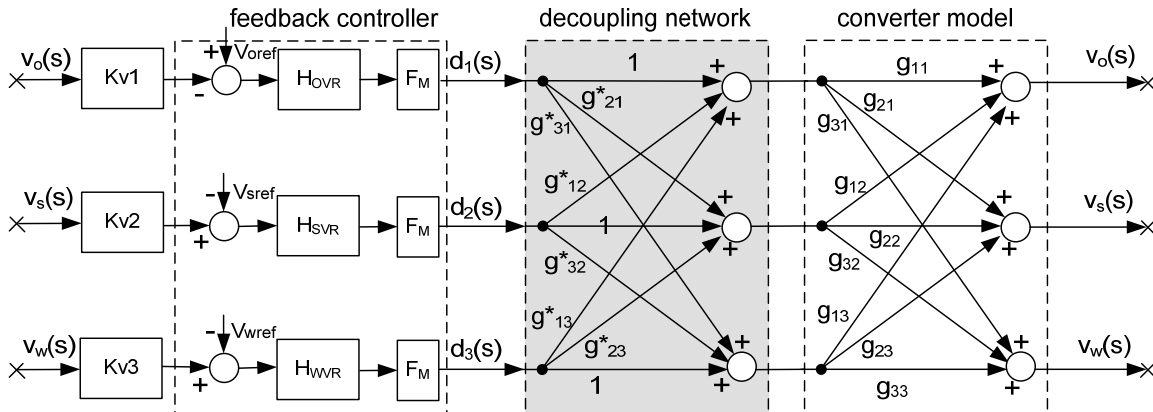 feedback controller
decoupling network
converter model
vo(s)
Kv1
+
Voref
-
HOVR
FM
d1(s)
1
g*21
g*31
+
+
g11
g21
g31
+
+
vo(s)
vs(s)
Kv2
-
Vsref
+
HSVR
FM
d2(s)
g*12
1
g*32
+
+
g12
g22
g32
+
+
vs(s)
vw(s)
Kv3
-
Vwref
+
HWVR
FM
d3(s)
g*13
g*23
1
+
+
g13
g23
g33
+
+
vw(s)